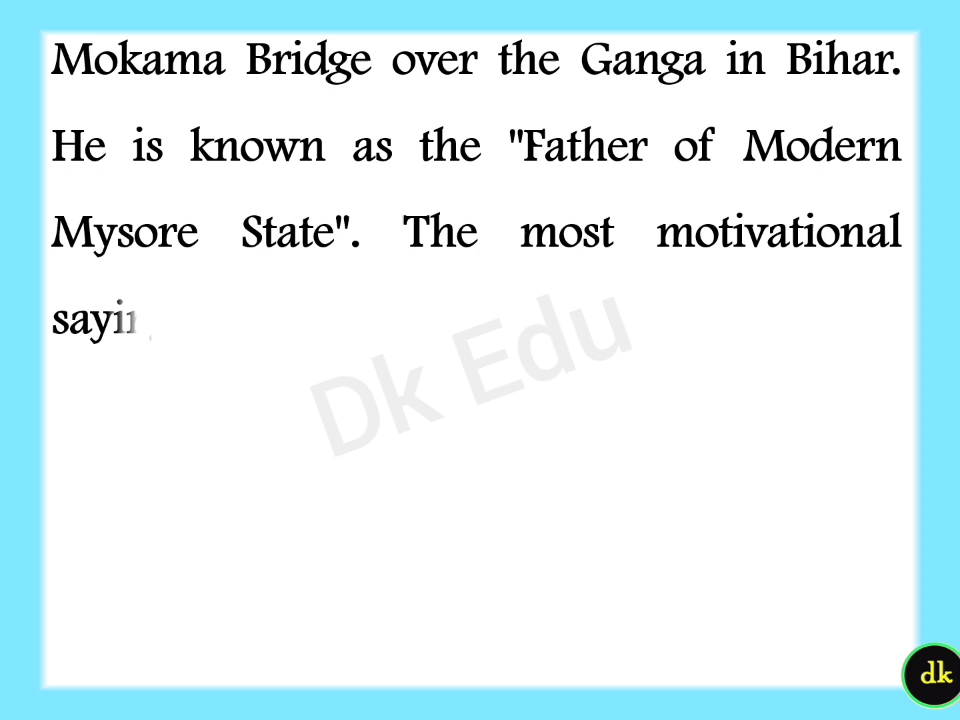 Mokama Bridge over the Ganga in Bihar.
He is known as the "Father of Modern
Mysore State". The most motivational
Dk Edu
dk